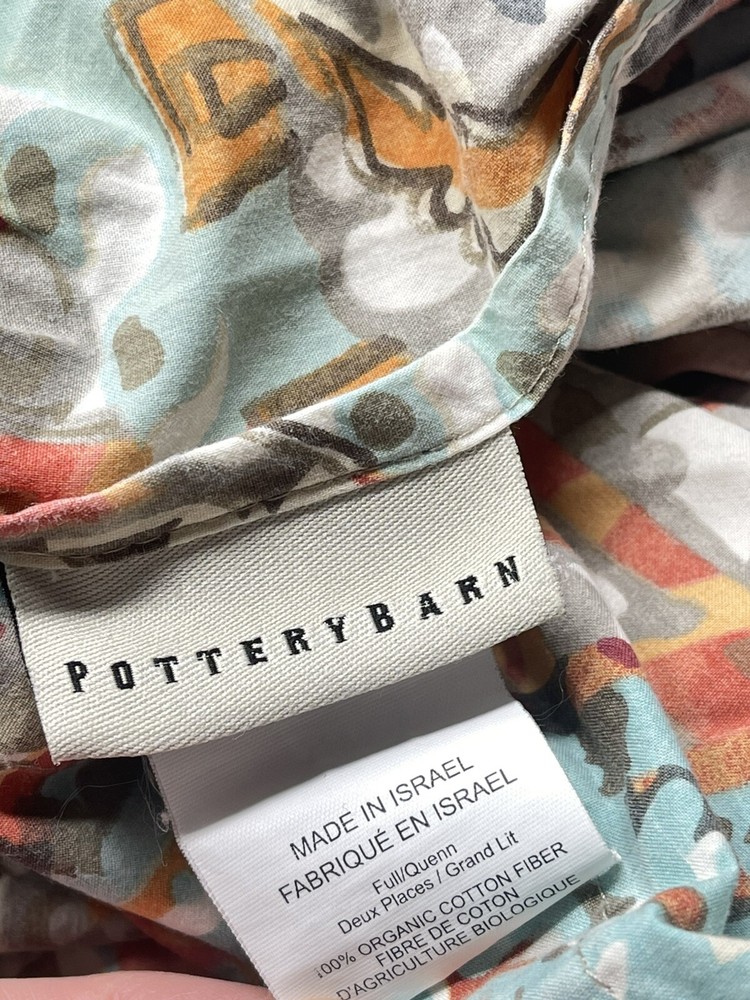 POTTERYBARN
MADE IN ISRAEL
FABRIQUÉ EN ISRAEL
Full/Quenn
Deux Places / Grand Lit
100% ORGANIC COTTON FIBER
FIBRE DE COTON
D'AGRICULTURE BIOLOGIQUE